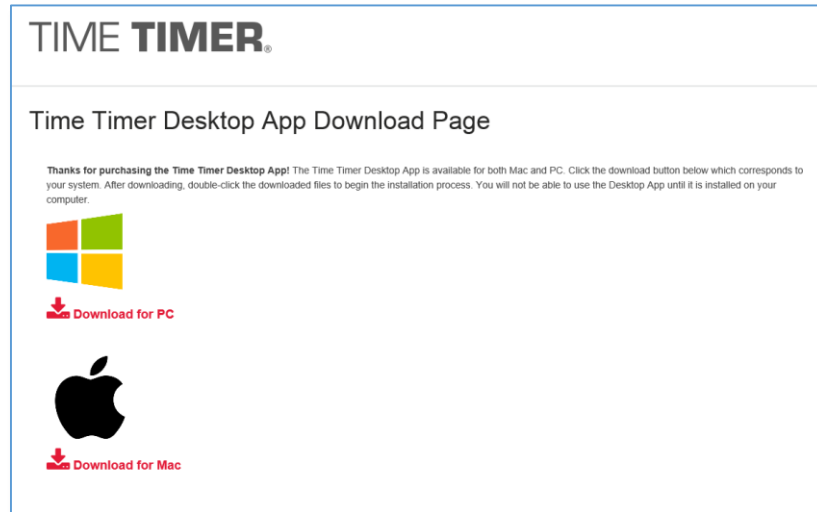 TIME TIMER®
Time Timer Desktop App Download Page
Thanks for purchasing the Time Timer Desktop App! The Time Timer Desktop App is available for both Mac and PC. Click the download button below which corresponds to
your system. After downloading, double-click the downloaded files to begin the installation process. You will not be able to use the Desktop App until it is installed on your
computer.
Download for PC
Download for Mac